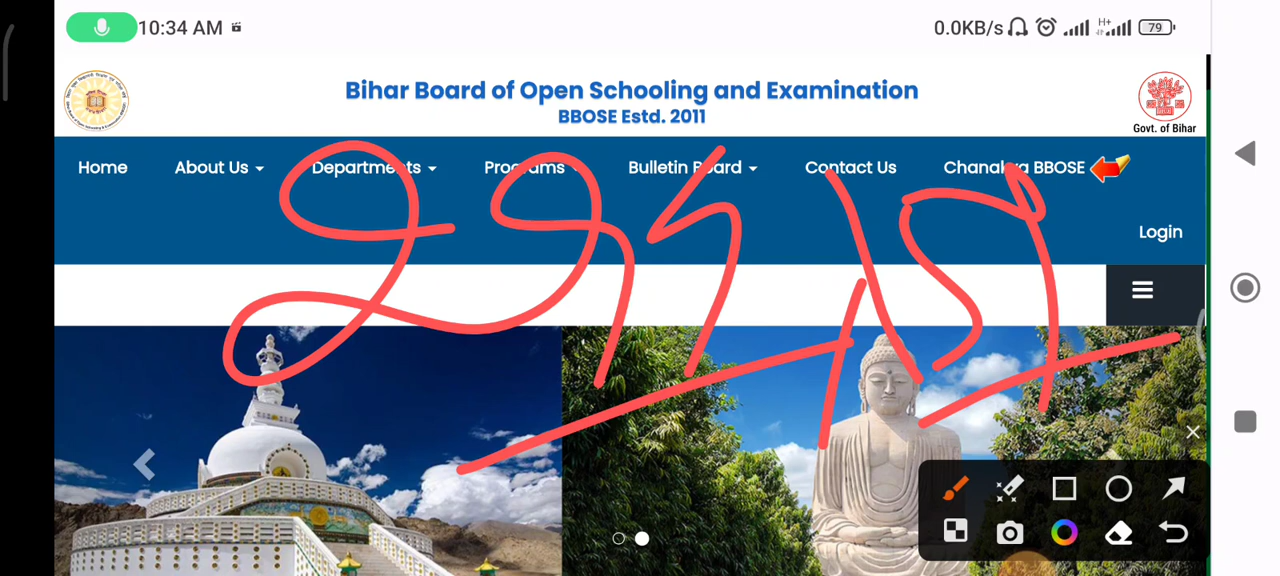 10:34 AM
0.0KB/s H+ 79
Bihar Board of Open Schooling and Examination
BBOSE Estd. 2011
Govt. of Bihar
Home About Us Departments Programs Bulletin Board Contact Us Chanakya BBOSE
Login